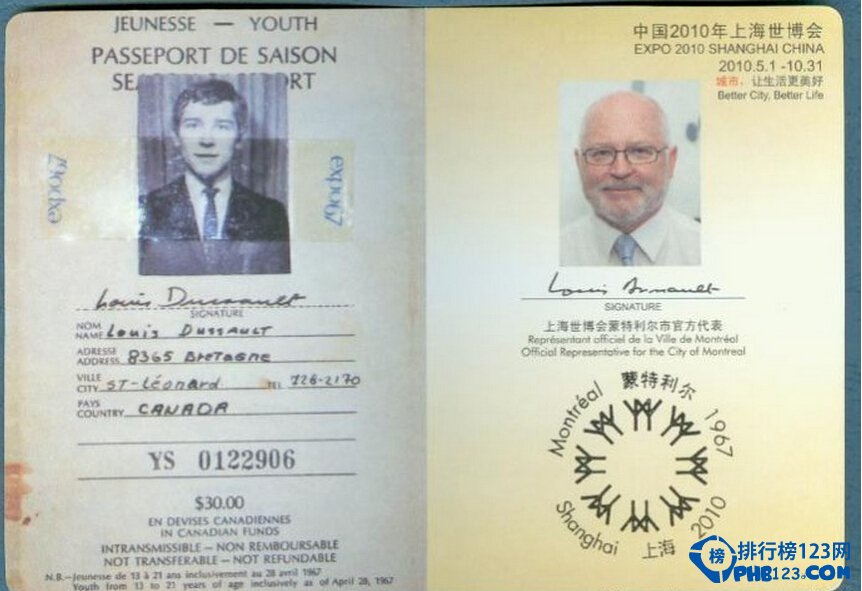 JEUNESSE — YOUTH
PASSEPORT DE SAISON
expo67
expo67
Louis Dussault
SIGNATURE
NOM
NAME Louis DUSSAULT
ADRESSE
ADDRESS 8365 Bretagne
VILLE
CITY ST-Léonard TEL 728-2170
PAYS
COUNTRY CANADA
YS 0122906
$30.00
EN DEVISES CANADIENNES
IN CANADIAN FUNDS
INTRANSMISSIBLE — NON REMBOURSABLE
NOT TRANSFERABLE — NOT REFUNDABLE
N.B.—Jeunesse de 13 à 21 ans inclusivement au 28 avril 1967
Youth from 13 to 21 years of age inclusively as of April 28, 1967
中国2010年上海世博会
EXPO 2010 SHANGHAI CHINA
2010.5.1 -10.31
城市，让生活更美好
Better City, Better Life
Louis
SIGNATURE
上海世博会蒙特利尔市官方代表
Représentant officiel de la Ville de Montréal
Official Representative for the City of Montreal
Montréal 蒙特利尔 1967
Shanghai 上海 2010
榜 排行榜123网
PHB123.com